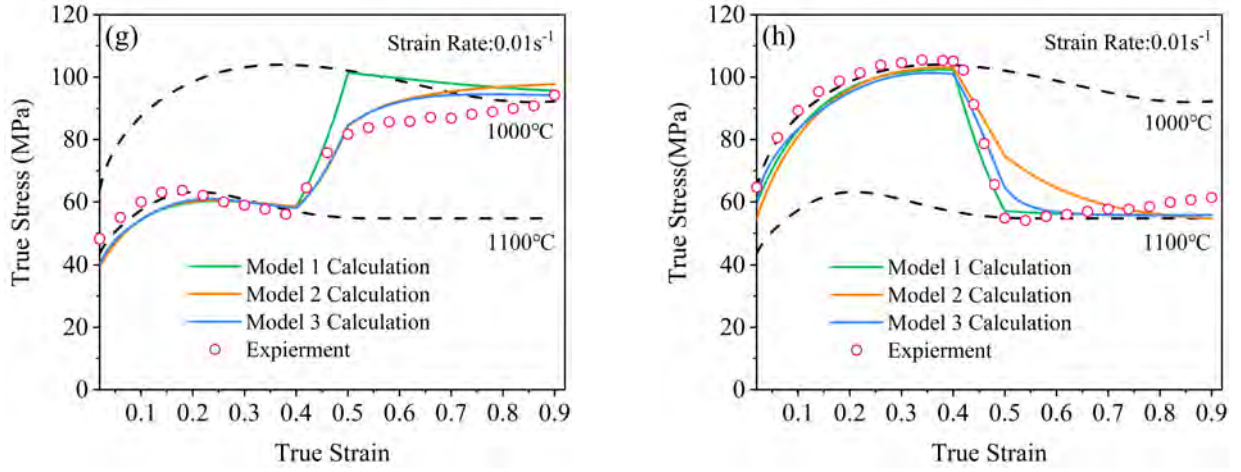 (g)
Strain Rate:0.01s⁻¹
120
100
80
60
40
20
0
True Stress (MPa)
1000℃
1100℃
Model 1 Calculation
Model 2 Calculation
Model 3 Calculation
Expierment
0.1 0.2 0.3 0.4 0.5 0.6 0.7 0.8 0.9
True Strain
(h)
Strain Rate:0.01s⁻¹
120
100
80
60
40
20
0
True Stress(MPa)
1000℃
1100℃
Model 1 Calculation
Model 2 Calculation
Model 3 Calculation
Expierment
0.1 0.2 0.3 0.4 0.5 0.6 0.7 0.8 0.9
True Strain